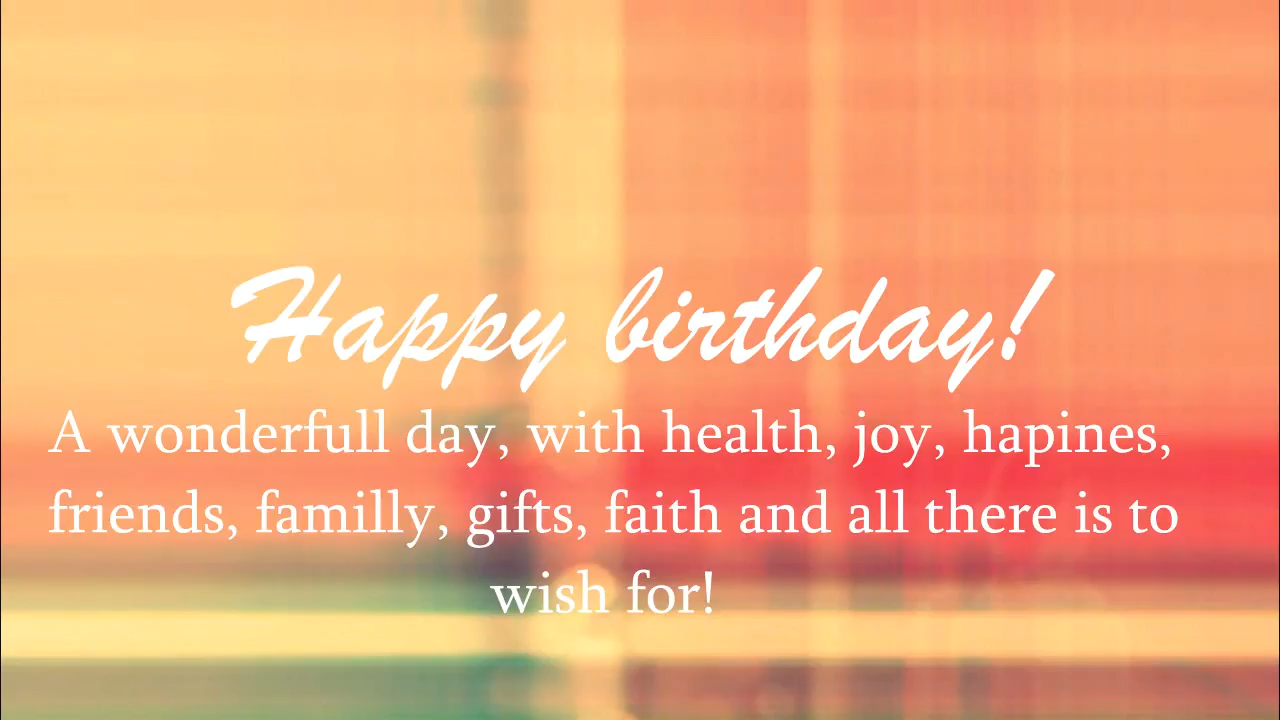 Happy birthday!
A wonderfull day, with health, joy, hapines,
friends, familly, gifts, faith and all there is to
wish for!